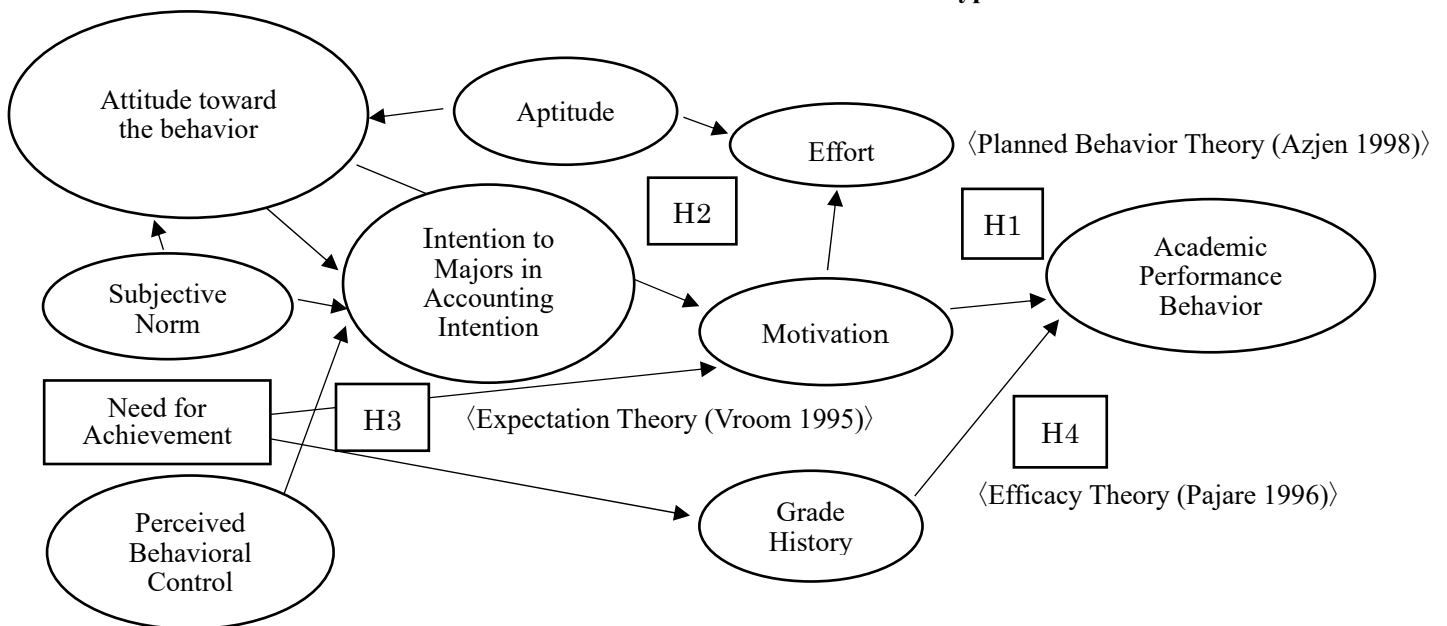 Attitude toward
the behavior
Aptitude
Effort
〈Planned Behavior Theory (Azjen 1998)〉
H2
H1
Intention to
Majors in
Accounting
Intention
Academic
Performance
Behavior
Subjective
Norm
Motivation
Need for
Achievement
H3
〈Expectation Theory (Vroom 1995)〉
H4
〈Efficacy Theory (Pajare 1996)〉
Grade
History
Perceived
Behavioral
Control